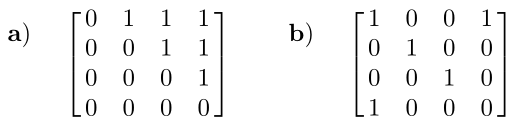 a) [0 1 1 1
0 0 1 1
0 0 0 1
0 0 0 0]
b) [1 0 0 1
0 1 0 0
0 0 1 0
1 0 0 0]